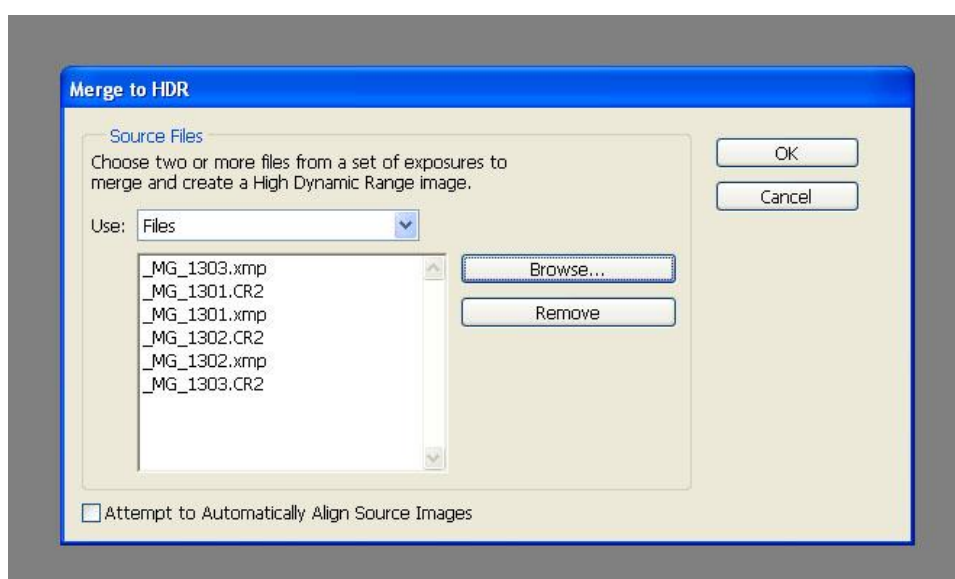 Merge to HDR
Source Files
Choose two or more files from a set of exposures to
merge and create a High Dynamic Range image.
OK
Cancel
Use: Files
_MG_1303.xmp
_MG_1301.CR2
_MG_1301.xmp
_MG_1302.CR2
_MG_1302.xmp
_MG_1303.CR2
Browse...
Remove
Attempt to Automatically Align Source Images